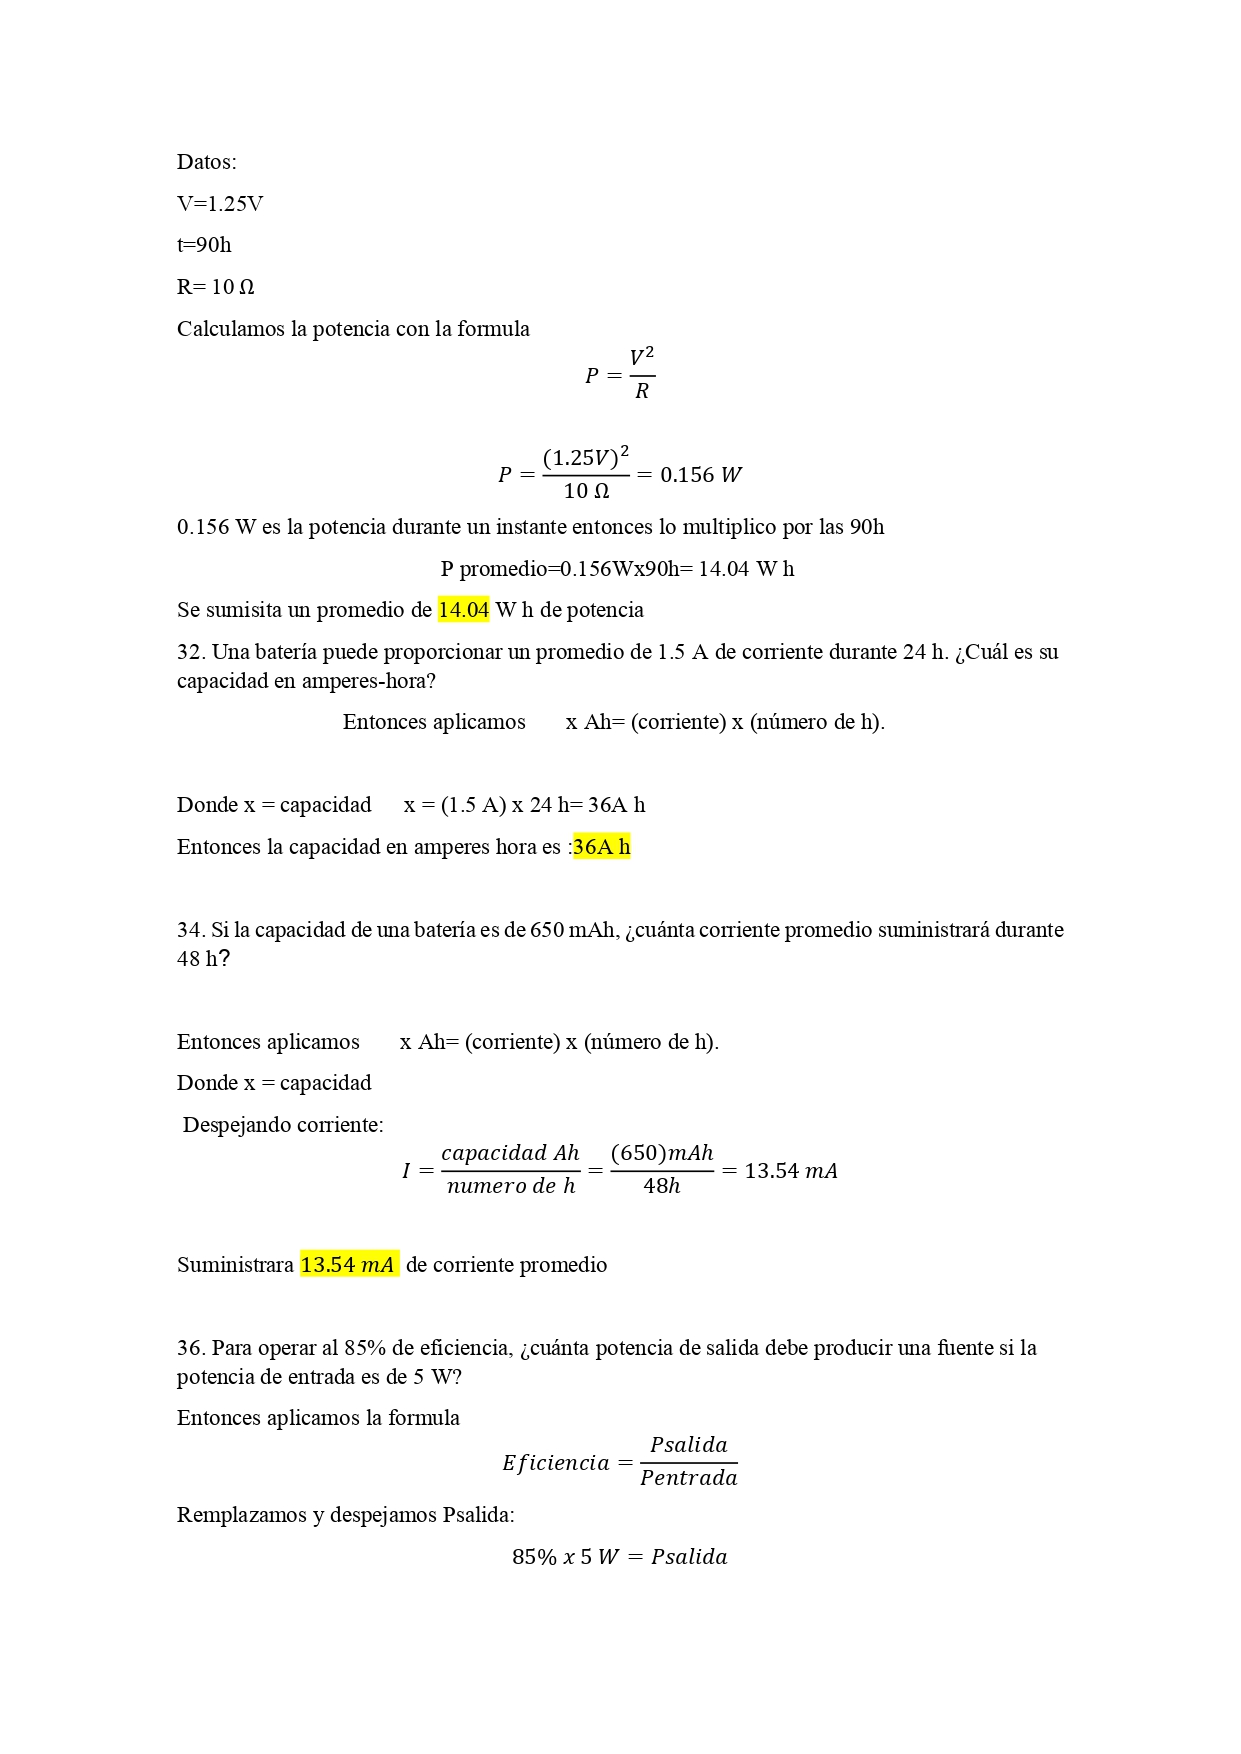 Datos:
V=1.25V
t=90h
R= 10 Ω
Calculamos la potencia con la formula
P = V²/R
P = (1.25V)²/10 Ω = 0.156 W
0.156 W es la potencia durante un instante entonces lo multiplico por las 90h
P promedio=0.156Wx90h= 14.04 W h
Se sumisita un promedio de 14.04 W h de potencia
32. Una batería puede proporcionar un promedio de 1.5 A de corriente durante 24 h. ¿Cuál es su
capacidad en amperes-hora?
Entonces aplicamos x Ah= (corriente) x (número de h).
Donde x = capacidad x = (1.5 A) x 24 h= 36A h
Entonces la capacidad en amperes hora es :36A h
34. Si la capacidad de una batería es de 650 mAh, ¿cuánta corriente promedio suministrará durante
48 h?
Entonces aplicamos x Ah= (corriente) x (número de h).
Donde x = capacidad
Despejando corriente:
I = capacidad Ah/numero de h = (650)mAh/48h = 13.54 mA
Suministrara 13.54 mA de corriente promedio
36. Para operar al 85% de eficiencia, ¿cuánta potencia de salida debe producir una fuente si la
potencia de entrada es de 5 W?
Entonces aplicamos la formula
Eficiencia = Psalida/Pentrada
Remplazamos y despejamos Psalida:
85% x 5 W = Psalida